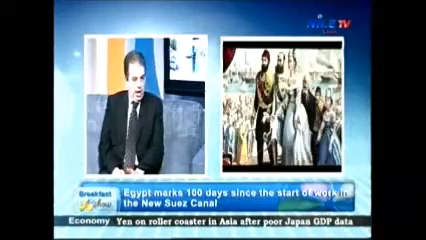 NILE TV
Breakfast
Show
Egypt marks 100 days since the start of work in
the New Suez Canal
Economy Yen on roller coaster in Asia after poor Japan GDP data